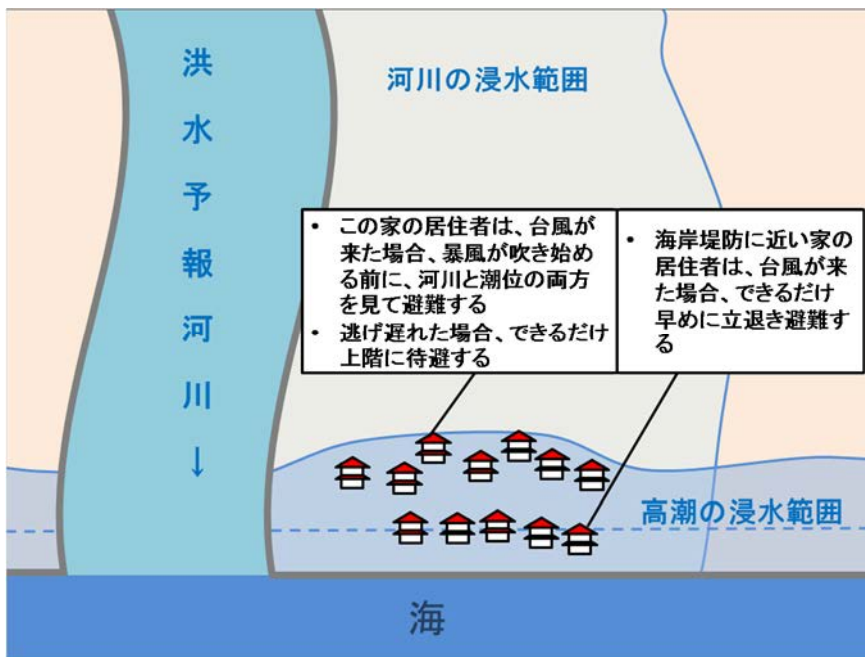 洪水予報河川↓
河川の浸水範囲
• この家の居住者は、台風が
来た場合、暴風が吹き始め
る前に、河川と潮位の両方
を見て避難する
• 逃げ遅れた場合、できるだけ
上階に待避する
• 海岸堤防に近い家の
居住者は、台風が来
た場合、できるだけ
早めに立退き避難す
る
高潮の浸水範囲
海